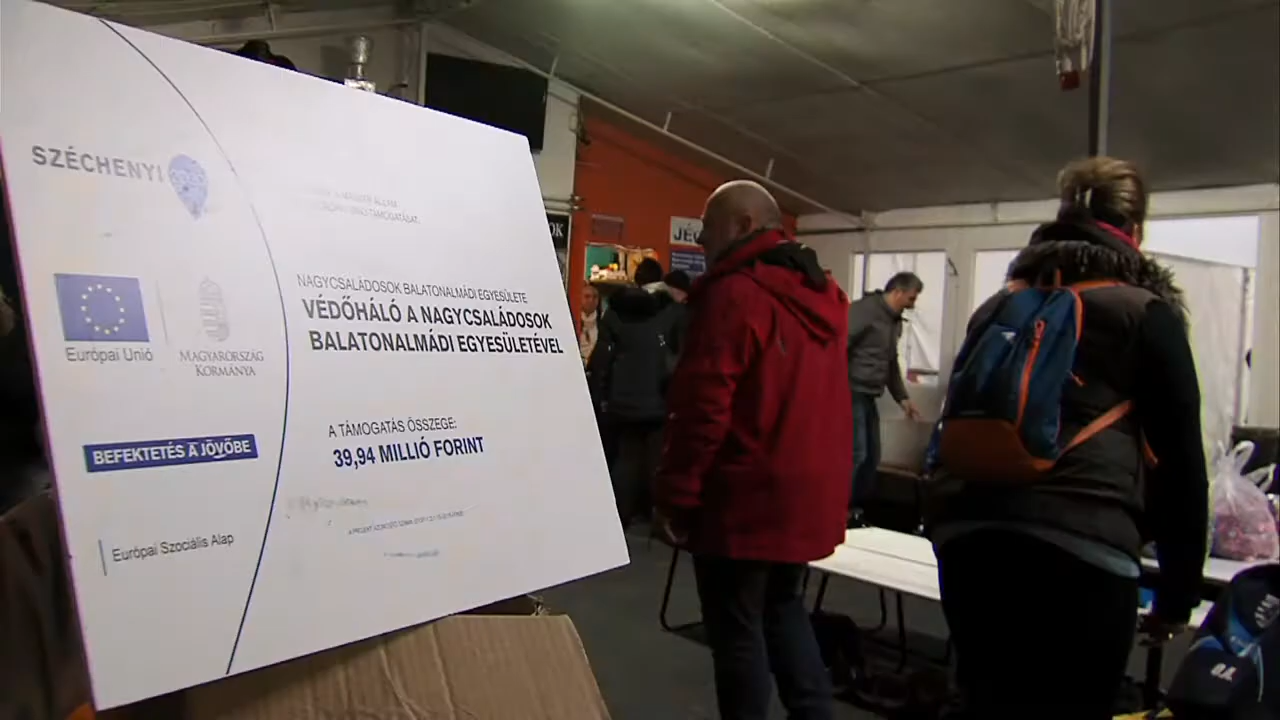 SZÉCHENYI
Európai Unió
MAGYARORSZÁG
KORMÁNYA
BEFEKTETÉS A JÖVŐBE
Európai Szociális Alap
NAGYCSALÁDOSOK BALATONALMÁDI EGYESÜLETE
VÉDŐHÁLÓ A NAGYCSALÁDOSOK
BALATONALMÁDI EGYESÜLETÉVEL
A TÁMOGATÁS ÖSSZEGE:
39,94 MILLIÓ FORINT